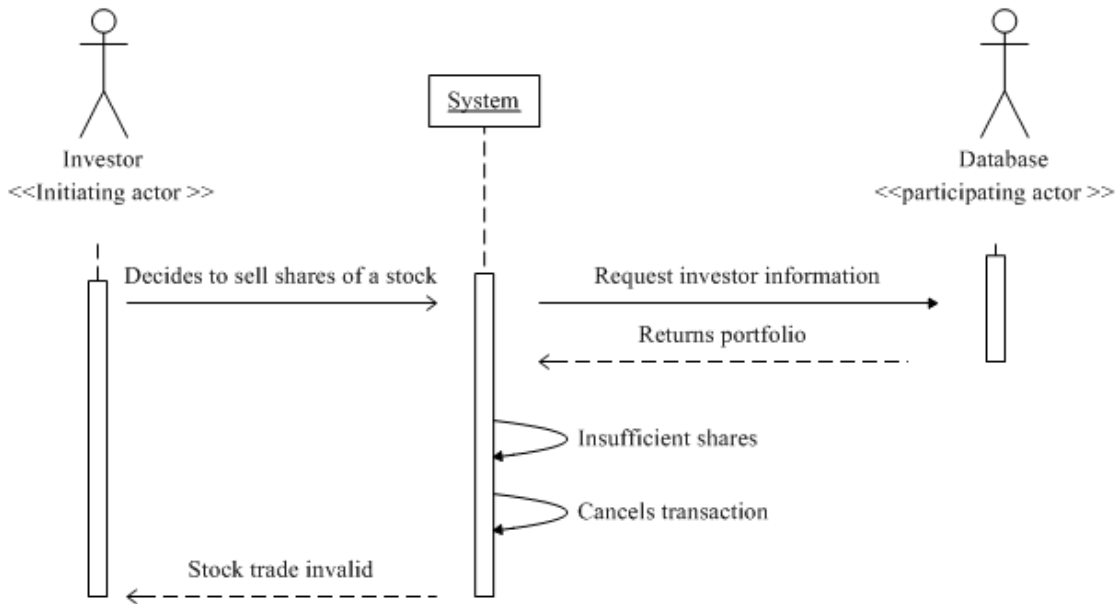 System
Investor
<<Initiating actor >>
Database
<<participating actor >>
Decides to sell shares of a stock
Request investor information
Returns portfolio
Insufficient shares
Cancels transaction
Stock trade invalid